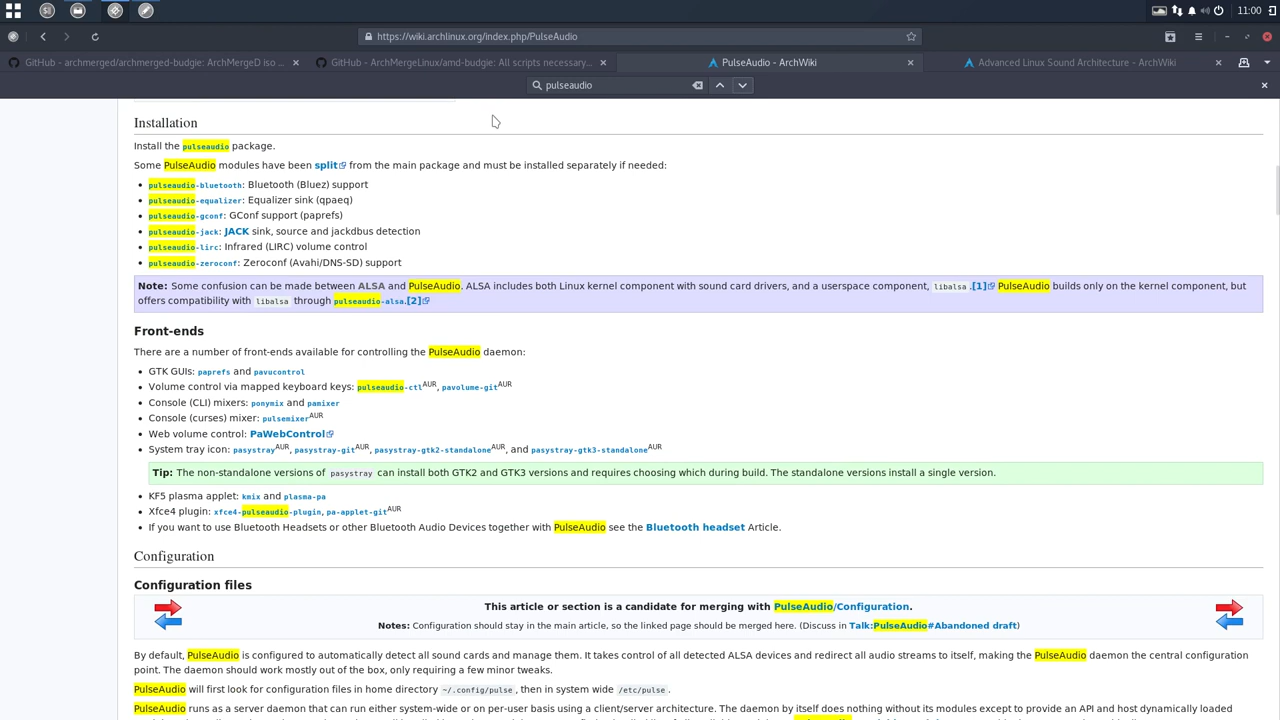 11:00
https://wiki.archlinux.org/index.php/PulseAudio
GitHub - archmerged/archmerged-budgie: ArchMergeD iso ...
GitHub - ArchMergeLinux/amd-budgie: All scripts necessary...
PulseAudio - ArchWiki
Advanced Linux Sound Architecture - ArchWiki
pulseaudio
Installation
Install the pulseaudio package.
Some PulseAudio modules have been split from the main package and must be installed separately if needed:
• pulseaudio-bluetooth: Bluetooth (Bluez) support
• pulseaudio-equalizer: Equalizer sink (qpaeq)
• pulseaudio-gconf: GConf support (paprefs)
• pulseaudio-jack: JACK sink, source and jackdbus detection
• pulseaudio-lirc: Infrared (LIRC) volume control
• pulseaudio-zeroconf: Zeroconf (Avahi/DNS-SD) support
Note: Some confusion can be made between ALSA and PulseAudio. ALSA includes both Linux kernel component with sound card drivers, and a userspace component, libalsa.[1] PulseAudio builds only on the kernel component, but
offers compatibility with libalsa through pulseaudio-alsa.[2]
Front-ends
There are a number of front-ends available for controlling the PulseAudio daemon:
• GTK GUIs: paprefs and pavucontrol
• Volume control via mapped keyboard keys: pulseaudio-ctlAUR, pavolume-gitAUR
• Console (CLI) mixers: ponymix and pamixer
• Console (curses) mixer: pulsemixerAUR
• Web volume control: PaWebControl
• System tray icon: pasystrayAUR, pasystray-gitAUR, pasystray-gtk2-standaloneAUR, and pasystray-gtk3-standaloneAUR
Tip: The non-standalone versions of pasystray can install both GTK2 and GTK3 versions and requires choosing which during build. The standalone versions install a single version.
• KF5 plasma applet: kmix and plasma-pa
• Xfce4 plugin: xfce4-pulseaudio-plugin, pa-applet-gitAUR
• If you want to use Bluetooth Headsets or other Bluetooth Audio Devices together with PulseAudio see the Bluetooth headset Article.
Configuration
Configuration files
This article or section is a candidate for merging with PulseAudio/Configuration.
Notes: Configuration should stay in the main article, so the linked page should be merged here. (Discuss in Talk:PulseAudio#Abandoned draft)
By default, PulseAudio is configured to automatically detect all sound cards and manage them. It takes control of all detected ALSA devices and redirect all audio streams to itself, making the PulseAudio daemon the central configuration
point. The daemon should work mostly out of the box, only requiring a few minor tweaks.
PulseAudio will first look for configuration files in home directory ~/.config/pulse, then in system wide /etc/pulse.
PulseAudio runs as a server daemon that can run either system-wide or on per-user basis using a client/server architecture. The daemon by itself does nothing without its modules except to provide an API and host dynamically loaded